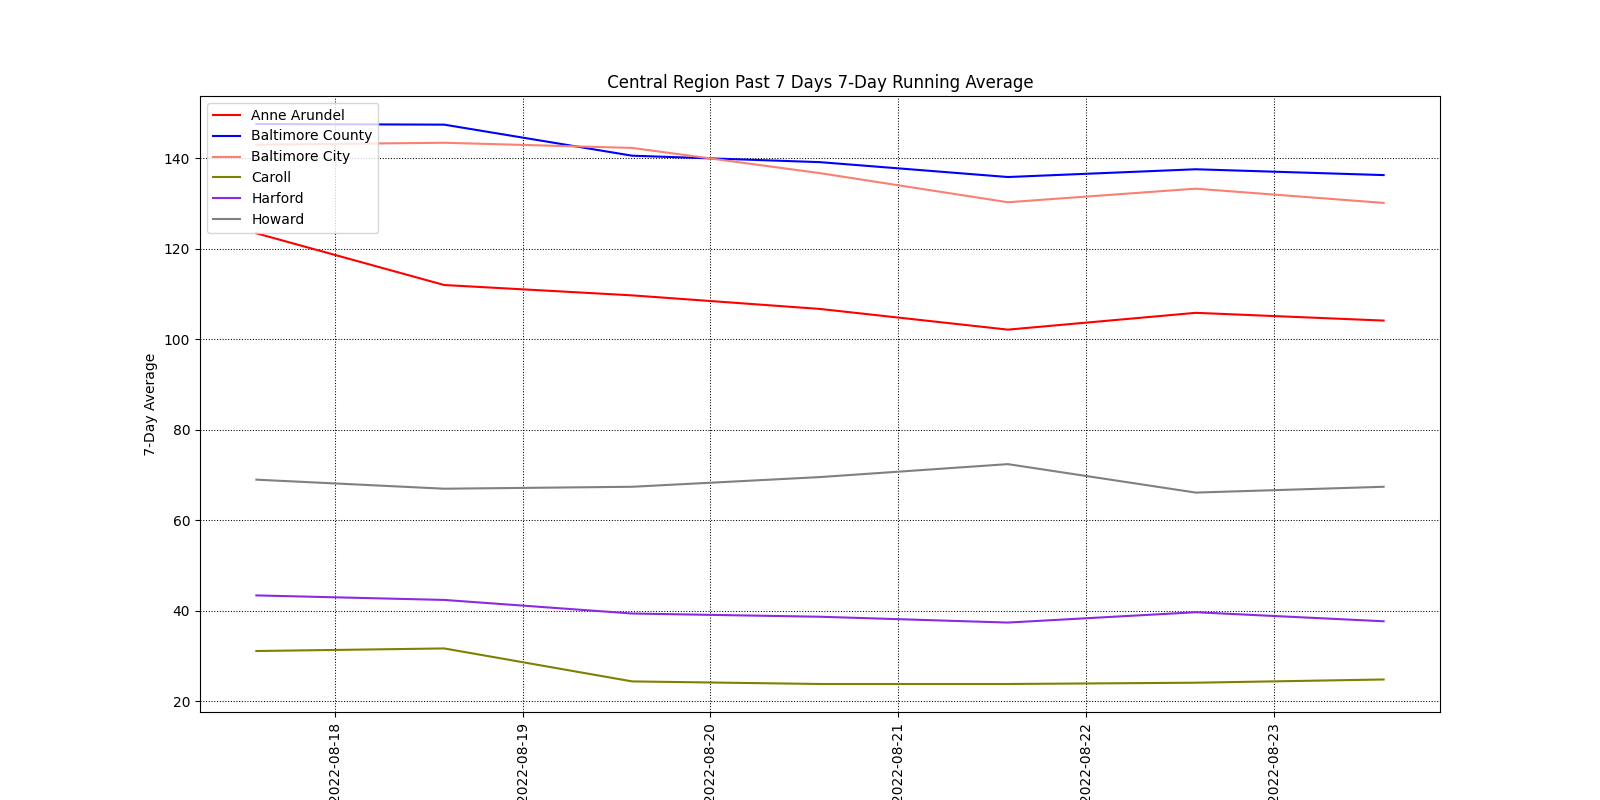 Central Region Past 7 Days 7-Day Running Average
Anne Arundel
Baltimore County
Baltimore City
Caroll
Harford
Howard
7-Day Average
140
120
100
80
60
40
20
2022-08-18
2022-08-19
2022-08-20
2022-08-21
2022-08-22
2022-08-23